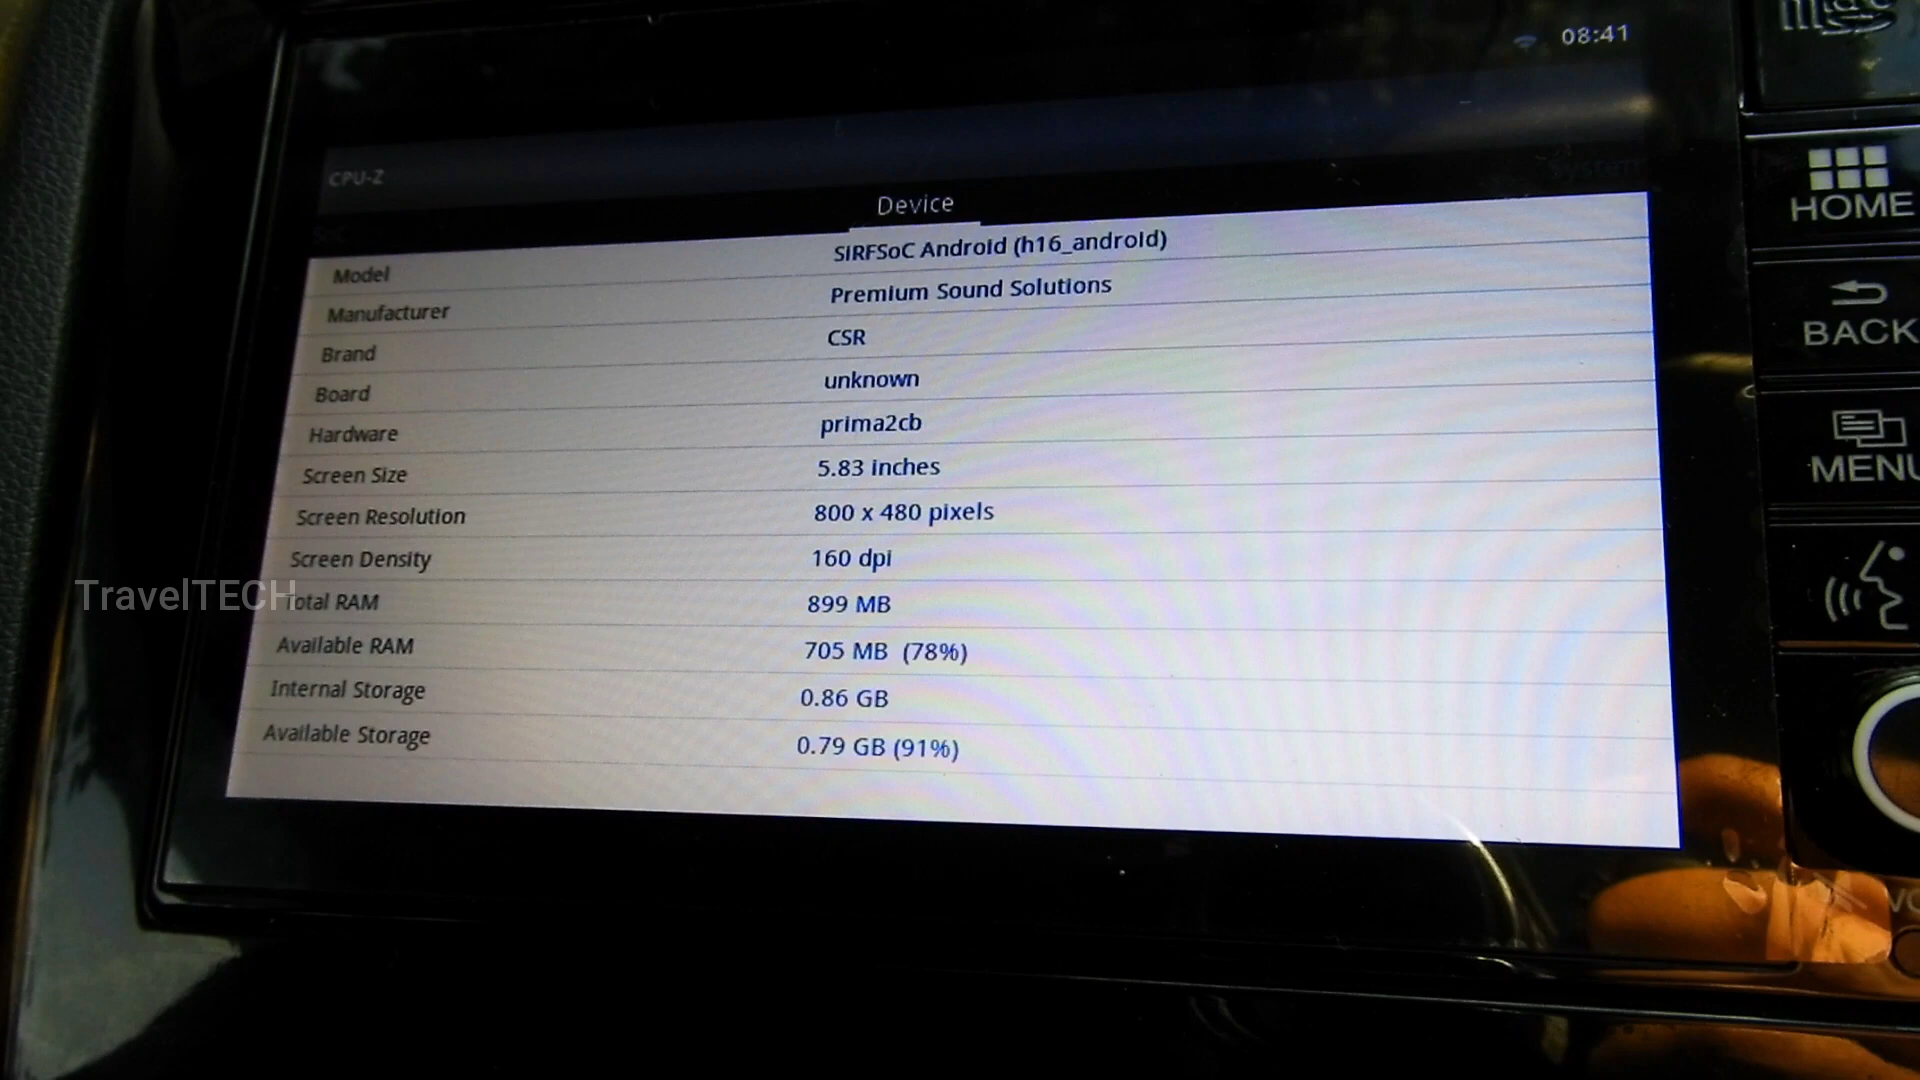 08:41
CPU-Z
System
Device
Model SiRFSoC Android (h16_android)
Manufacturer Premium Sound Solutions
Brand CSR
Board unknown
Hardware prima2cb
Screen Size 5.83 inches
Screen Resolution 800 x 480 pixels
Screen Density 160 dpi
Total RAM 899 MB
Available RAM 705 MB (78%)
Internal Storage 0.86 GB
Available Storage 0.79 GB (91%)
TravelTECH
HOME
BACK
MENU